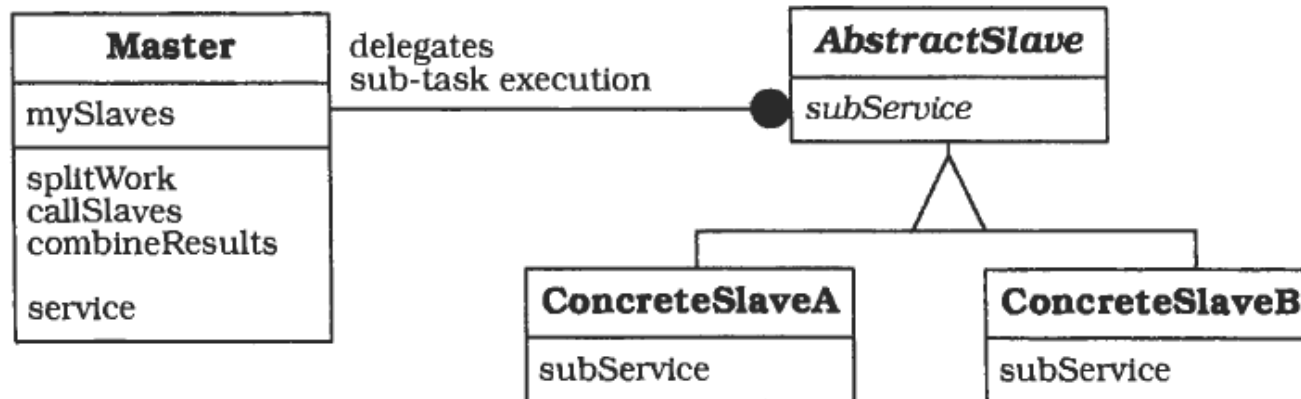 Master
mySlaves
splitWork
callSlaves
combineResults
service
delegates
sub-task execution
AbstractSlave
subService
ConcreteSlaveA
subService
ConcreteSlaveB
subService